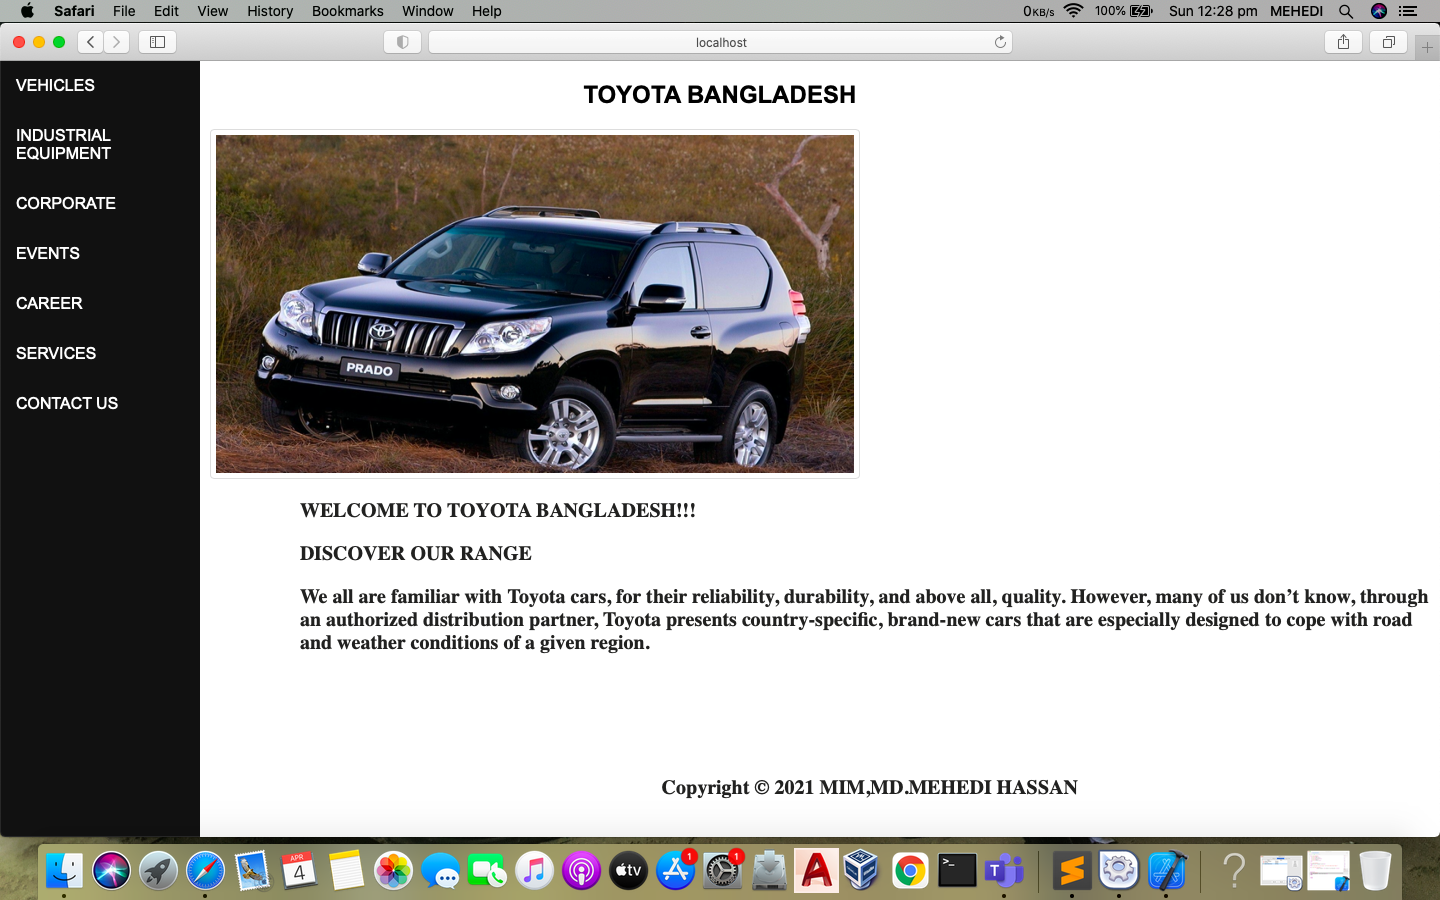 Safari File Edit View History Bookmarks Window Help 0KB/s 100% Sun 12:28 pm MEHEDI
localhost
VEHICLES
INDUSTRIAL
EQUIPMENT
CORPORATE
EVENTS
CAREER
SERVICES
CONTACT US
TOYOTA BANGLADESH
PRADO
WELCOME TO TOYOTA BANGLADESH!!!
DISCOVER OUR RANGE
We all are familiar with Toyota cars, for their reliability, durability, and above all, quality. However, many of us don’t know, through
an authorized distribution partner, Toyota presents country-specific, brand-new cars that are especially designed to cope with road
and weather conditions of a given region.
Copyright © 2021 MIM,MD.MEHEDI HASSAN
APR
4
tv
1
1